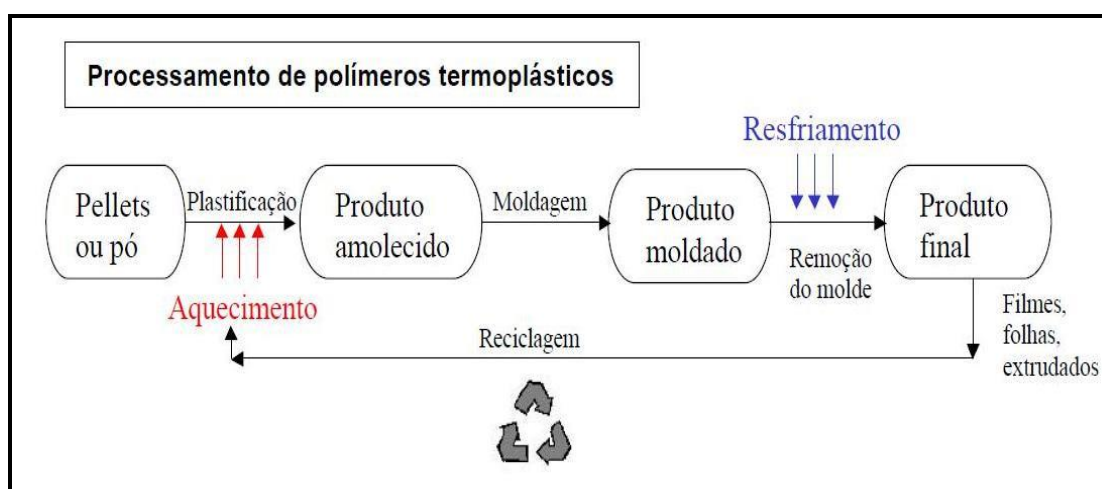 Processamento de polímeros termoplásticos
Resfriamento
Pellets
ou pó
Plastificação
Produto
amolecido
Moldagem
Produto
moldado
Remoção
do molde
Produto
final
Aquecimento
Reciclagem
Filmes,
folhas,
extrudados